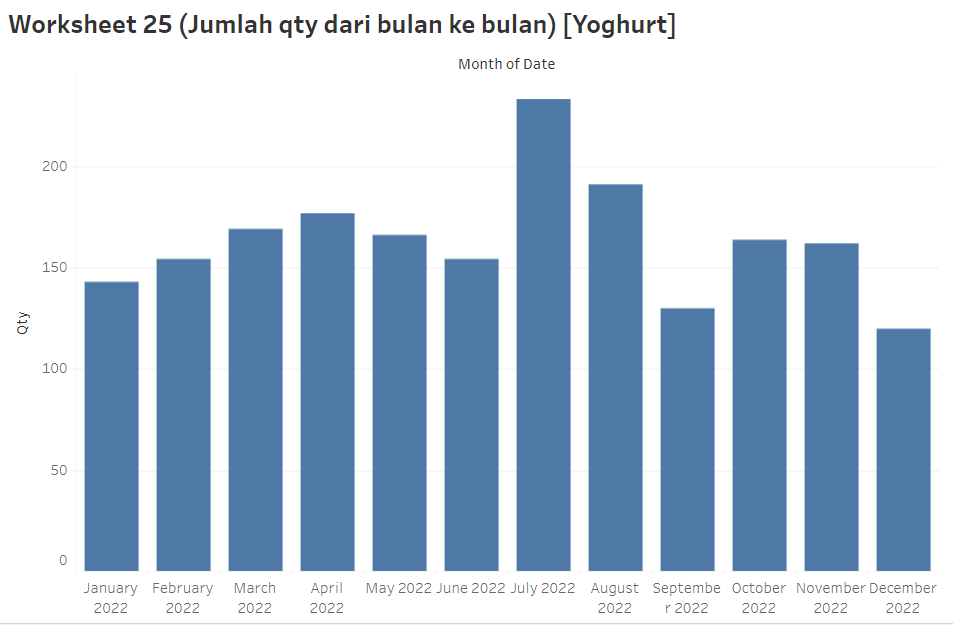 Worksheet 25 (Jumlah qty dari bulan ke bulan) [Yoghurt]
Month of Date
Qty
200
150
100
50
0
January February March April May 2022 June 2022 July 2022 August Septembe October November December
2022 2022 2022 2022 2022 r 2022 2022 2022 2022